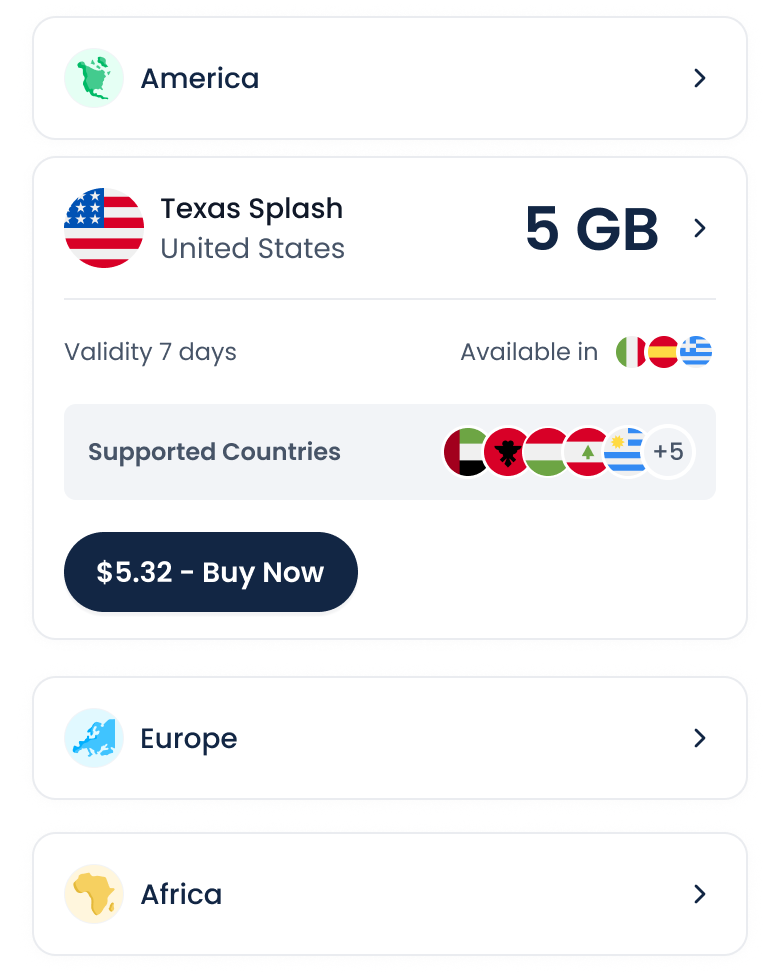 America
Texas Splash
United States
5 GB
Validity 7 days
Available in
Supported Countries
+5
$5.32 - Buy Now
Europe
Africa